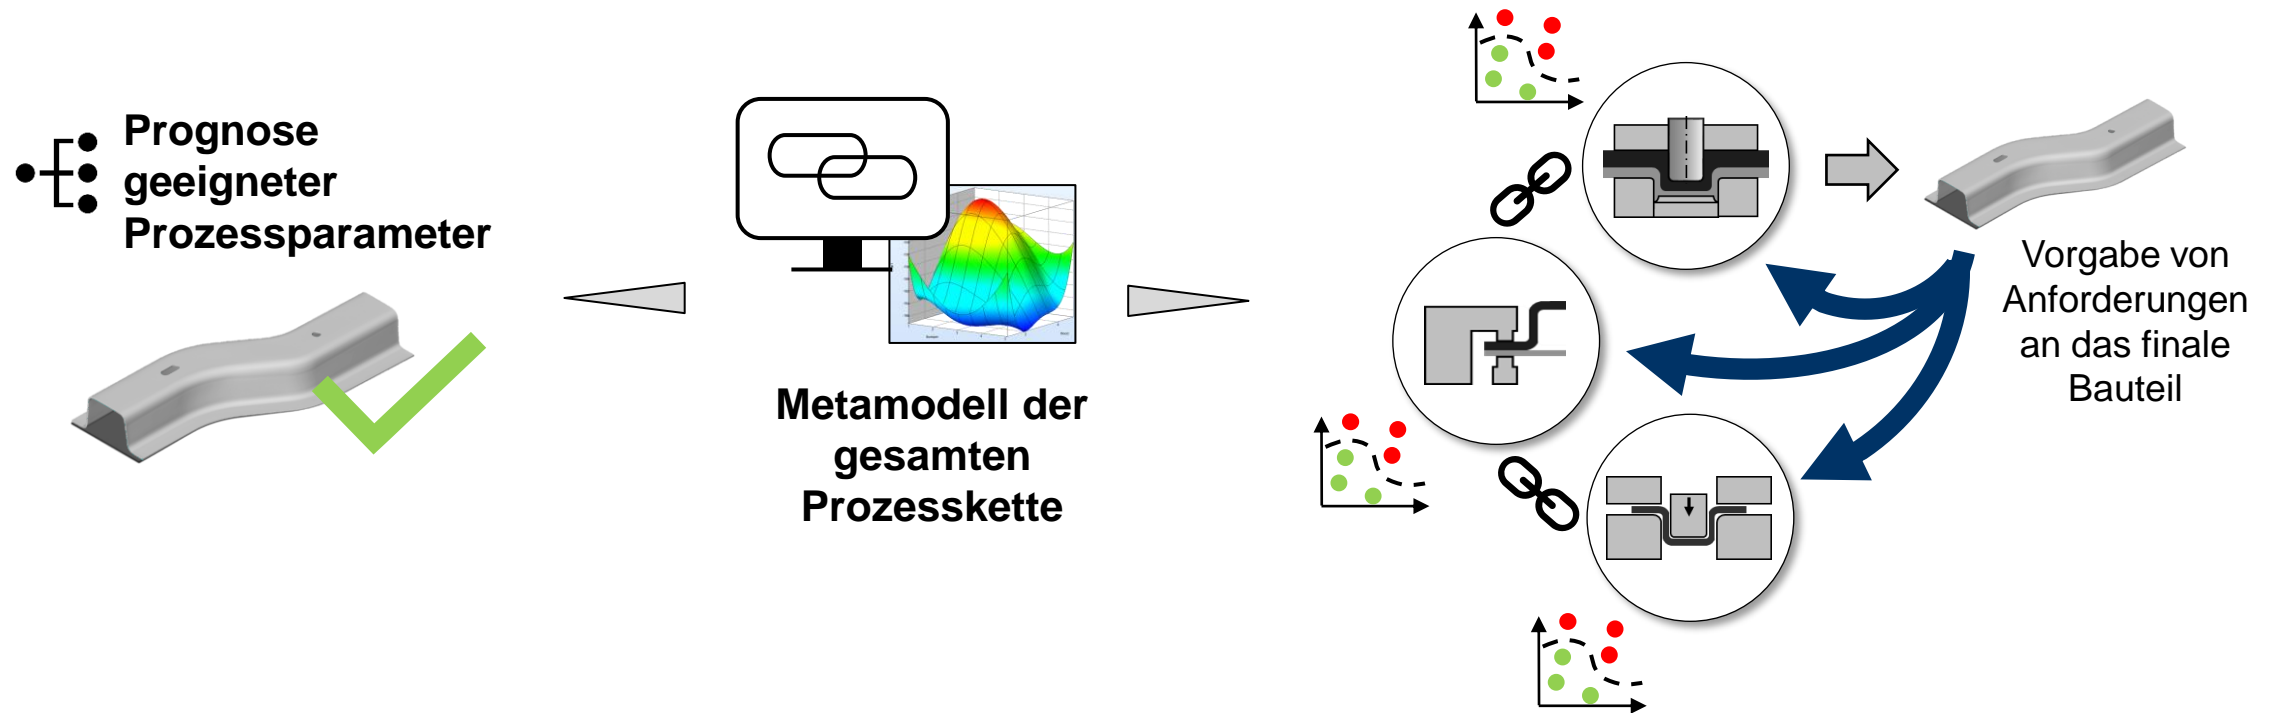 Prognose
geeigneter
Prozessparameter
Metamodell der
gesamten
Prozesskette
Vorgabe von
Anforderungen
an das finale
Bauteil